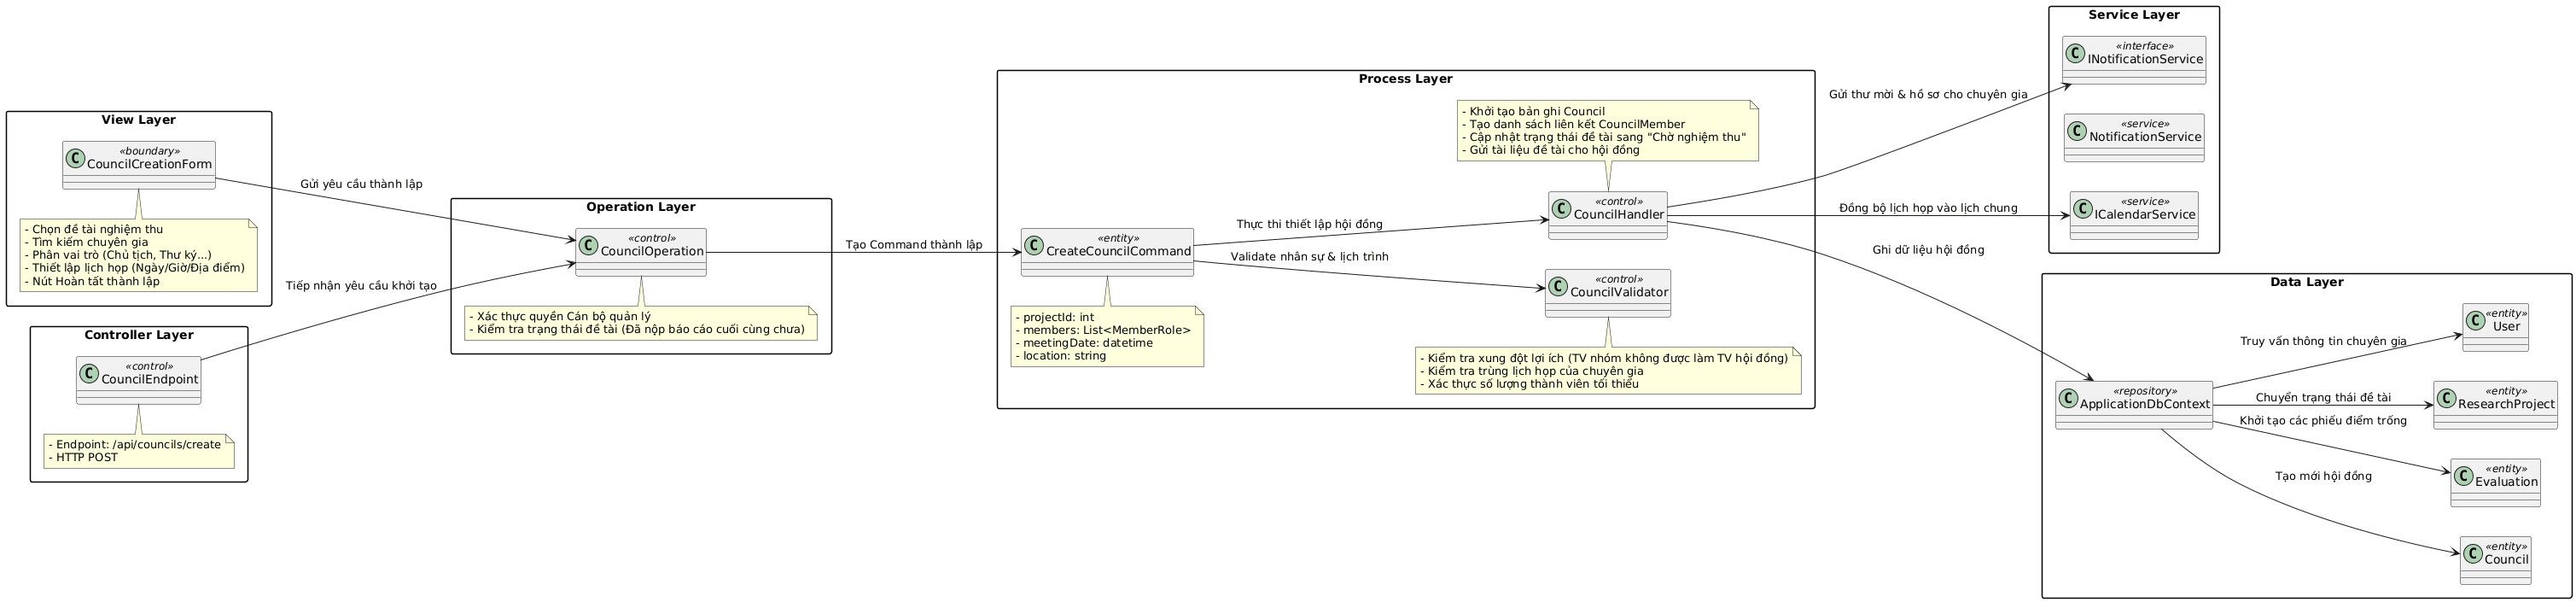 View Layer
«boundary»
CouncilCreationForm
- Chọn đề tài nghiệm thu
- Tìm kiếm chuyên gia
- Phân vai trò (Chủ tịch, Thư ký...)
- Thiết lập lịch họp (Ngày/Giờ/Địa điểm)
- Nút Hoàn tất thành lập
Controller Layer
«control»
CouncilEndpoint
- Endpoint: /api/councils/create
- HTTP POST
Gửi yêu cầu thành lập
Tiếp nhận yêu cầu khởi tạo
Operation Layer
«control»
CouncilOperation
- Xác thực quyền Cán bộ quản lý
- Kiểm tra trạng thái đề tài (Đã nộp báo cáo cuối cùng chưa)
Tạo Command thành lập
Process Layer
«entity»
CreateCouncilCommand
- projectId: int
- members: List<MemberRole>
- meetingDate: datetime
- location: string
Thực thi thiết lập hội đồng
Validate nhân sự & lịch trình
- Khởi tạo bản ghi Council
- Tạo danh sách liên kết CouncilMember
- Cập nhật trạng thái đề tài sang "Chờ nghiệm thu"
- Gửi tài liệu đề tài cho hội đồng
«control»
CouncilHandler
«control»
CouncilValidator
- Kiểm tra xung đột lợi ích (TV nhóm không được làm TV hội đồng)
- Kiểm tra trùng lịch họp của chuyên gia
- Xác thực số lượng thành viên tối thiểu
Gửi thư mời & hồ sơ cho chuyên gia
Đồng bộ lịch họp vào lịch chung
Ghi dữ liệu hội đồng
Service Layer
«interface»
INotificationService
«service»
NotificationService
«service»
ICalendarService
Data Layer
«repository»
ApplicationDbContext
Truy vấn thông tin chuyên gia
Chuyển trạng thái đề tài
Khởi tạo các phiếu điểm trống
Tạo mới hội đồng
«entity»
User
«entity»
ResearchProject
«entity»
Evaluation
«entity»
Council